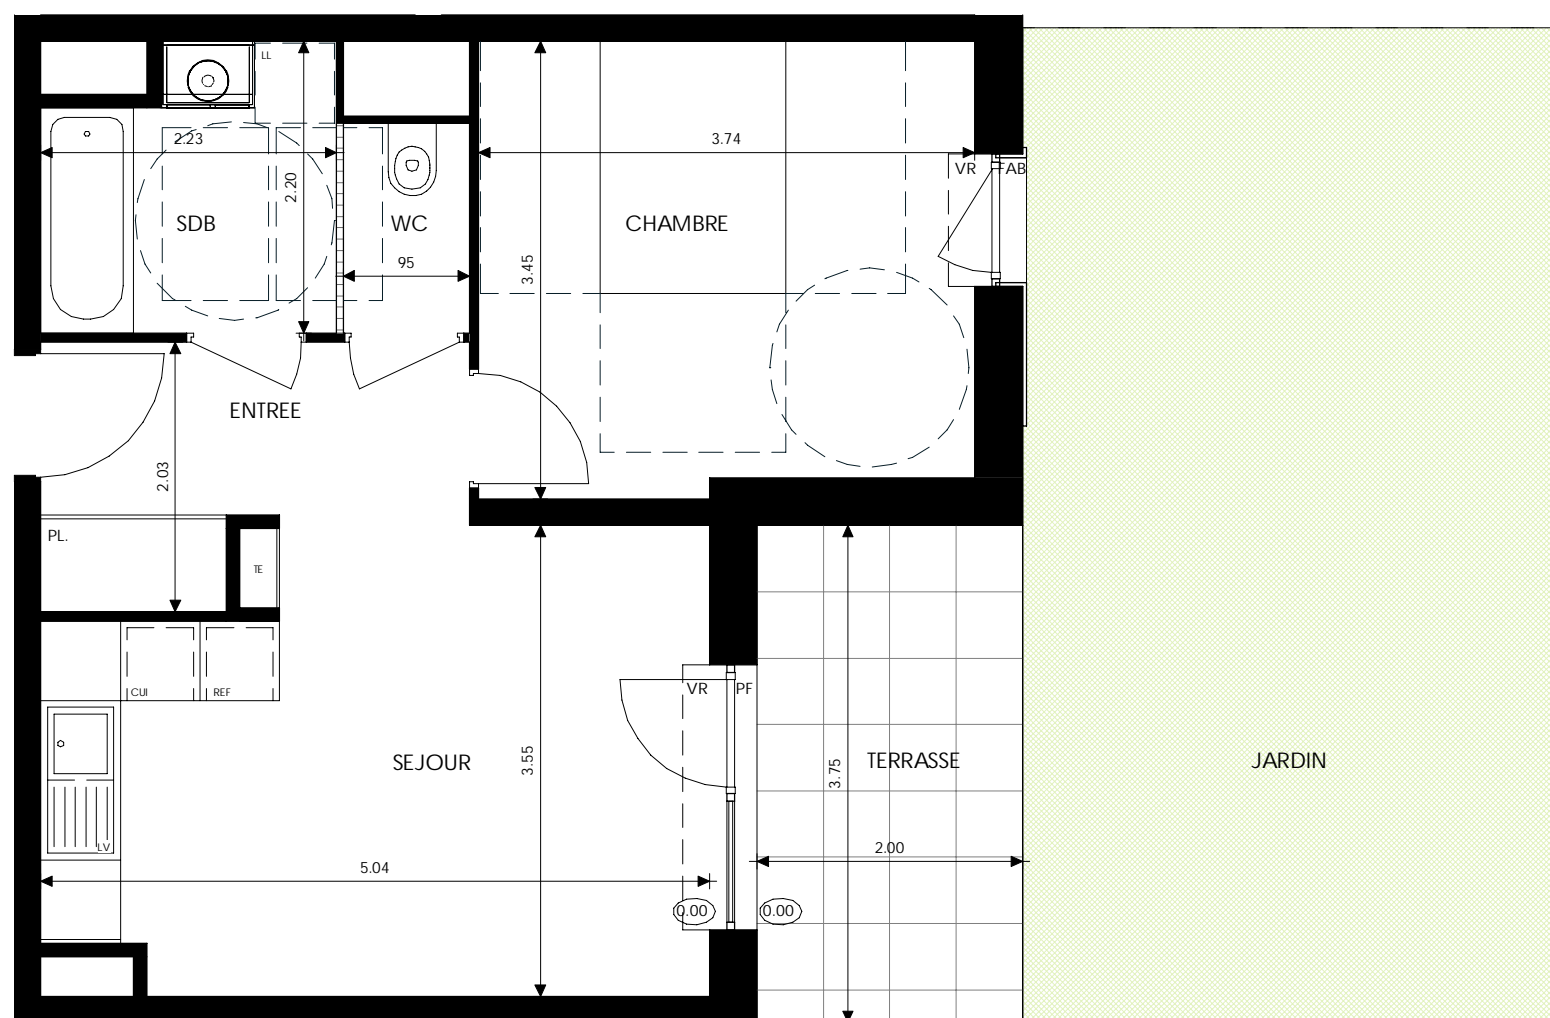 LL
2.23
3.74
VR FAB
2.20
SDB
WC
CHAMBRE
95
3.45
ENTREE
2.03
PL.
TE
CUI
REF
VR PF
SEJOUR
3.55
3.75
TERRASSE
JARDIN
LV
2.00
5.04
0.00
0.00